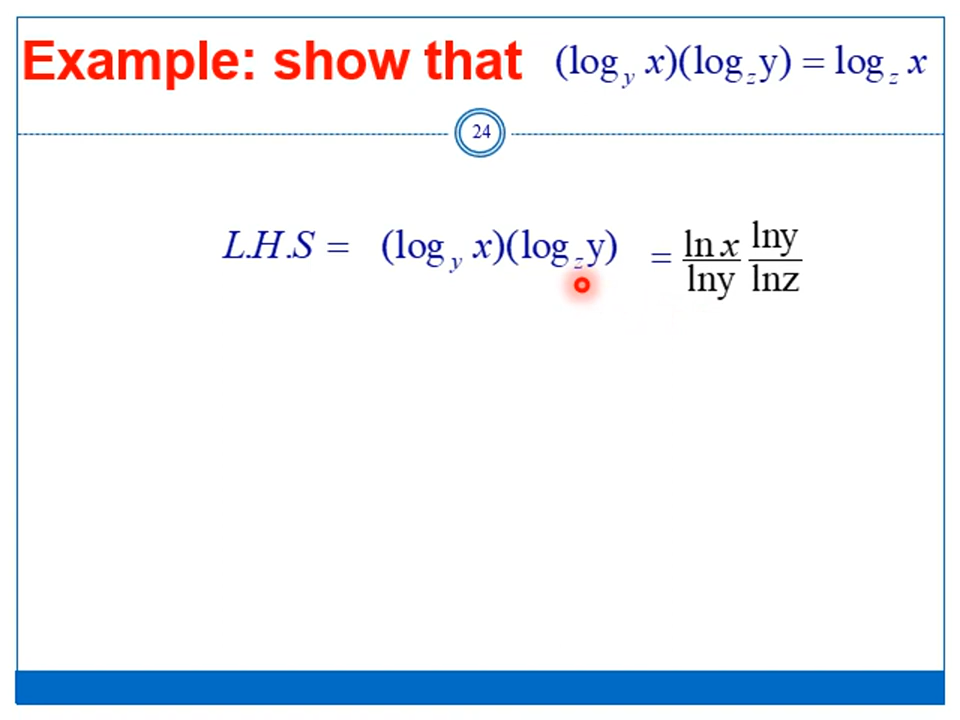 Example: show that (log_y x)(log_z y) = log_z x
24
L.H.S = (log_y x)(log_z y) = ln x/lny lny/lnz